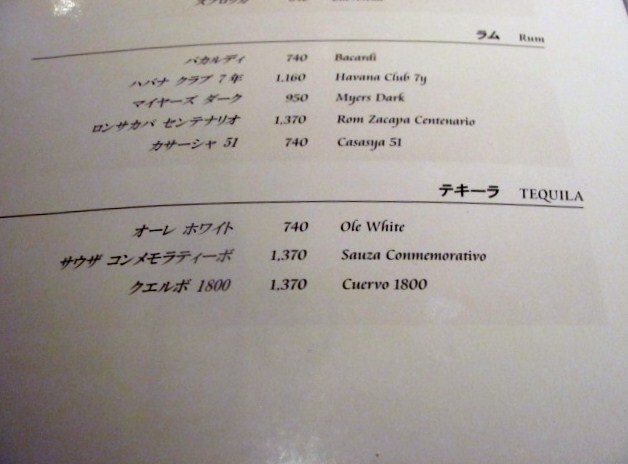 ラム Rum
バカルディ 740 Bacardi
ハバナ クラブ 7年 1,160 Havana Club 7y
マイヤーズ ダーク 950 Myers Dark
ロンサカパ センテナリオ 1,370 Rom Zacapa Centenario
カサーシャ 51 740 Casasya 51
テキーラ TEQUILA
オーレ ホワイト 740 Ole White
サウザ コンメモラティーボ 1,370 Sauza Conmemorativo
クエルボ 1800 1,370 Cuervo 1800